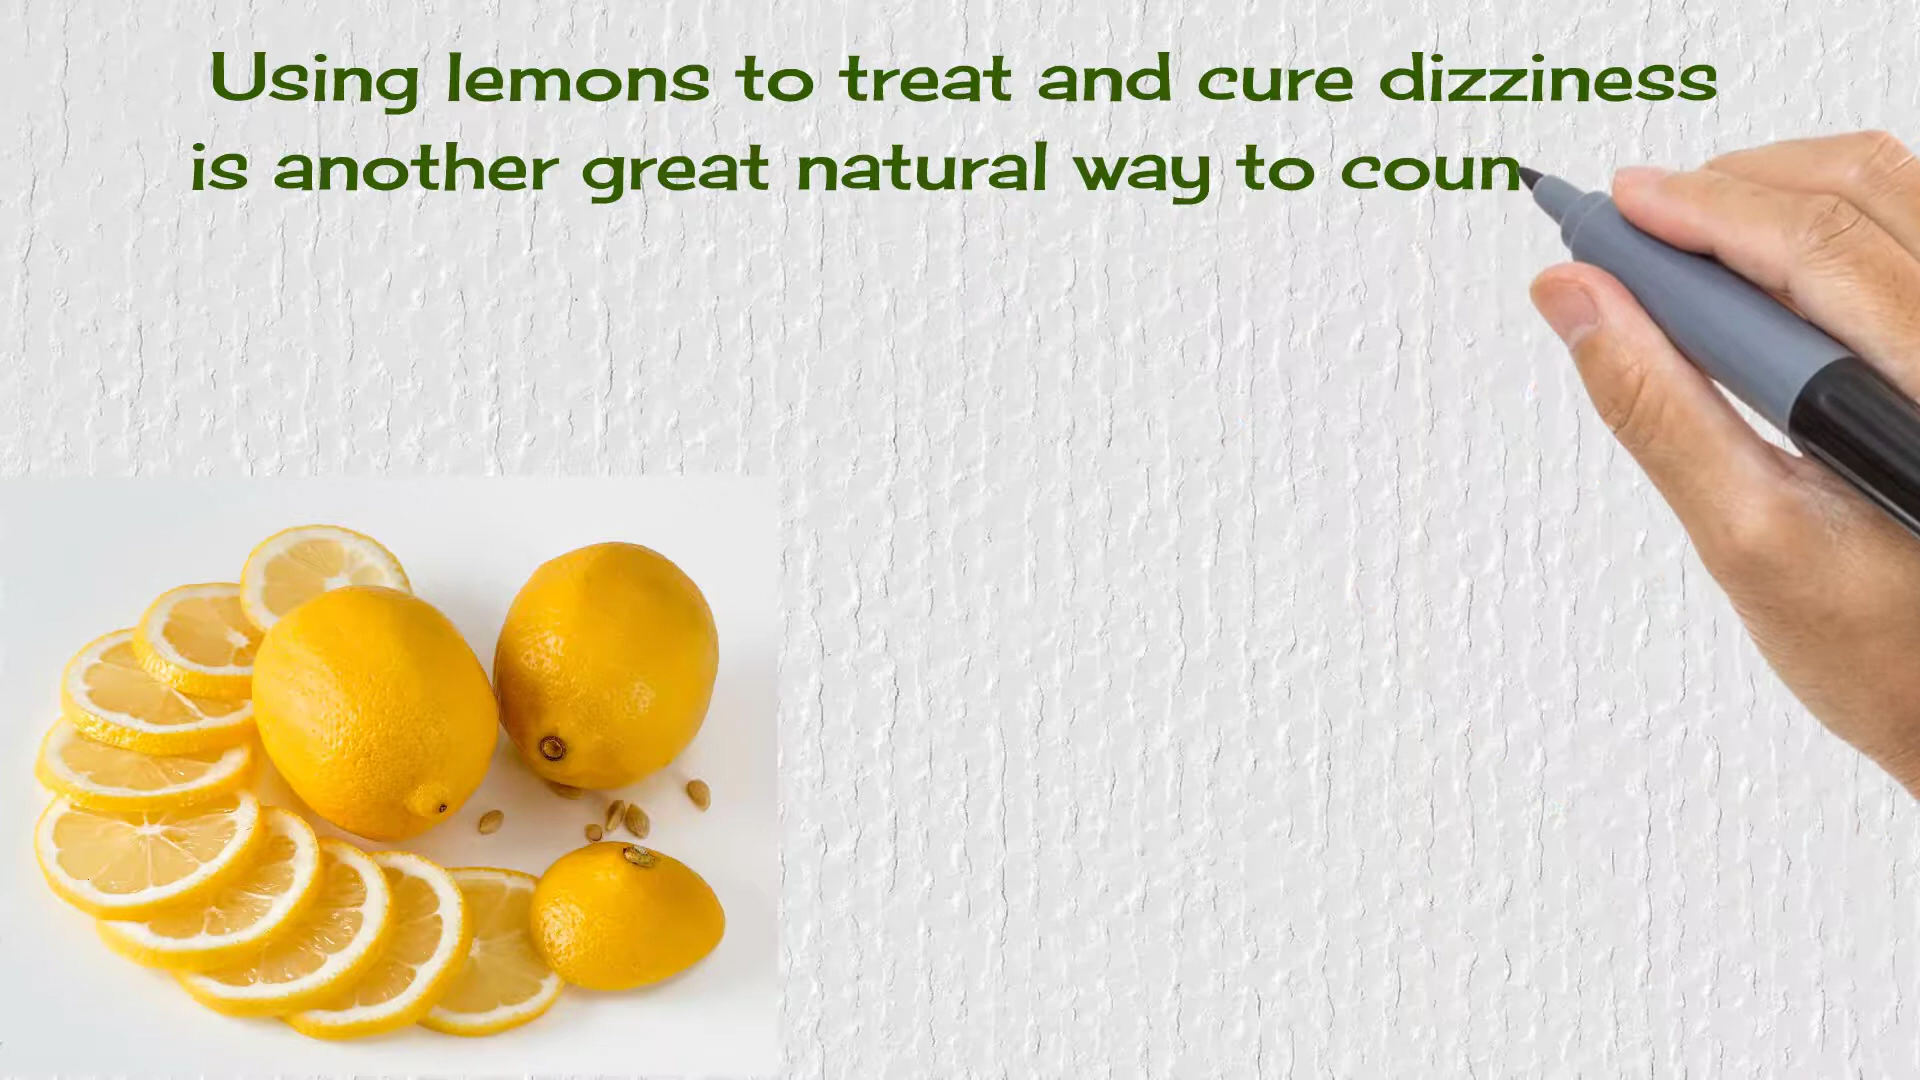 Using lemons to treat and cure dizziness
is another great natural way to coun